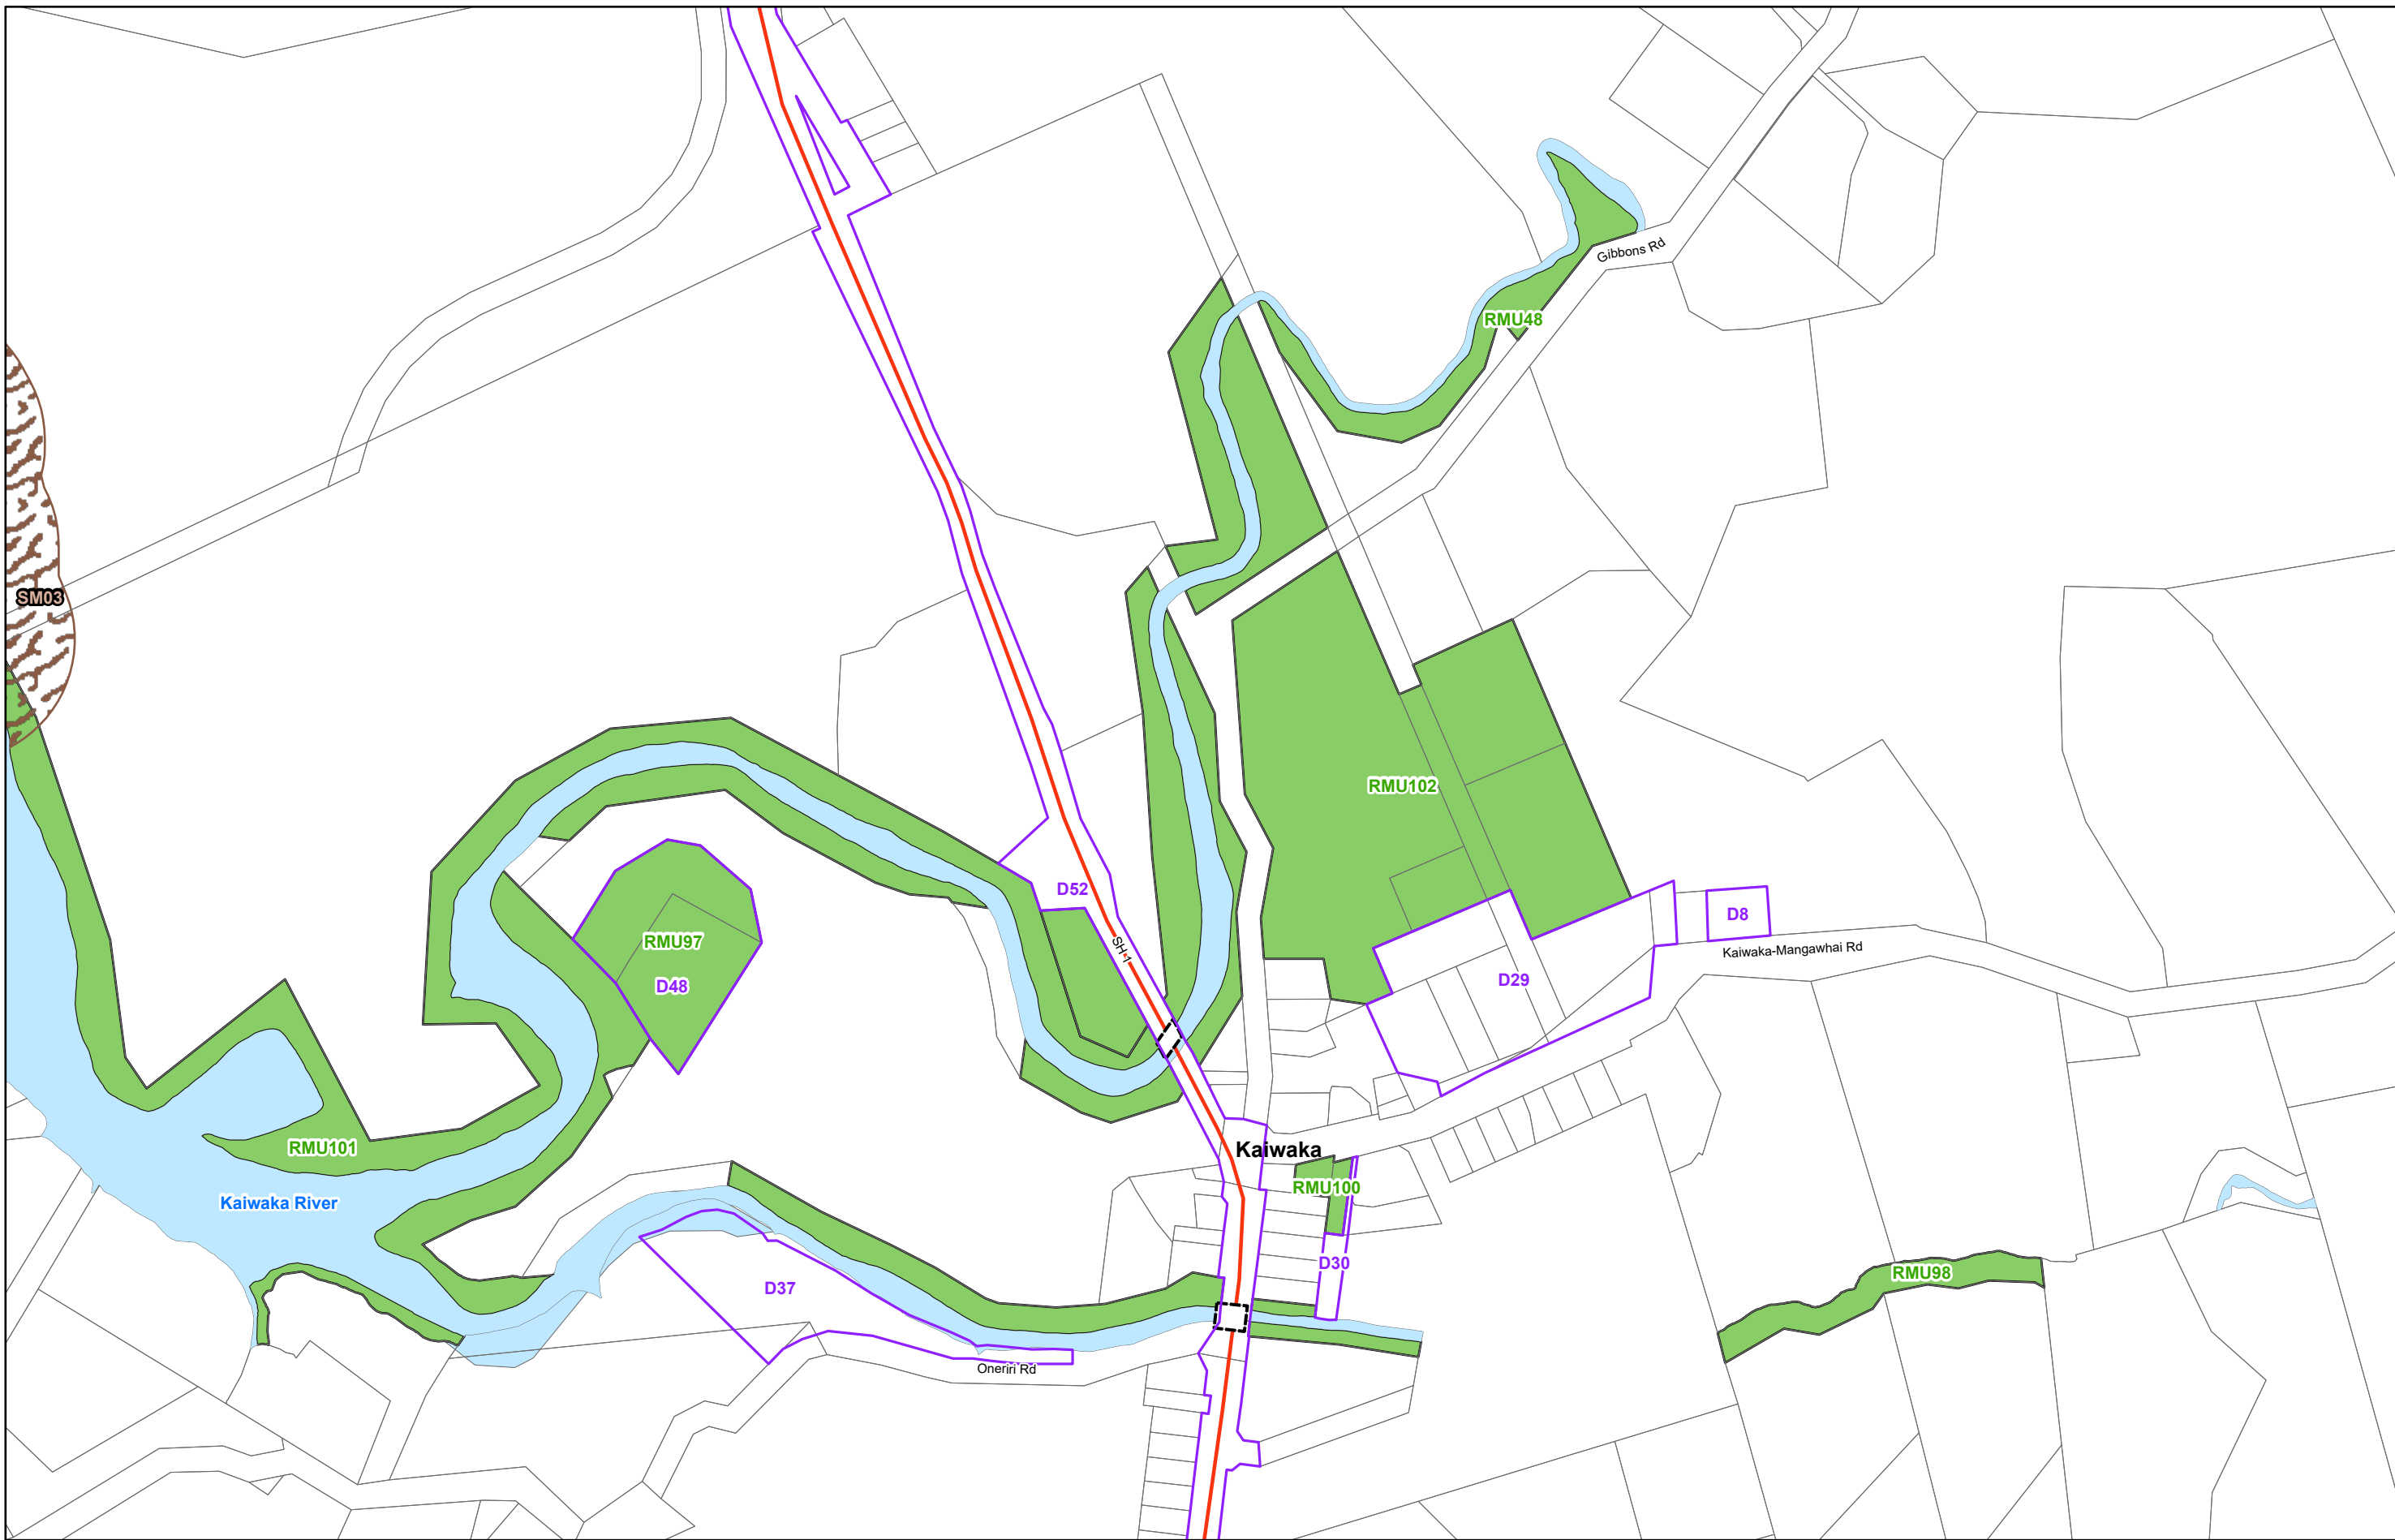 Gibbons Rd
RMU48
SM03
RMU102
D52
D8
RMU97
SH 1
Kaiwaka-Mangawhai Rd
D48
D29
RMU101
Kaiwaka
RMU100
Kaiwaka River
D30
RMU98
D37
Oneriri Rd